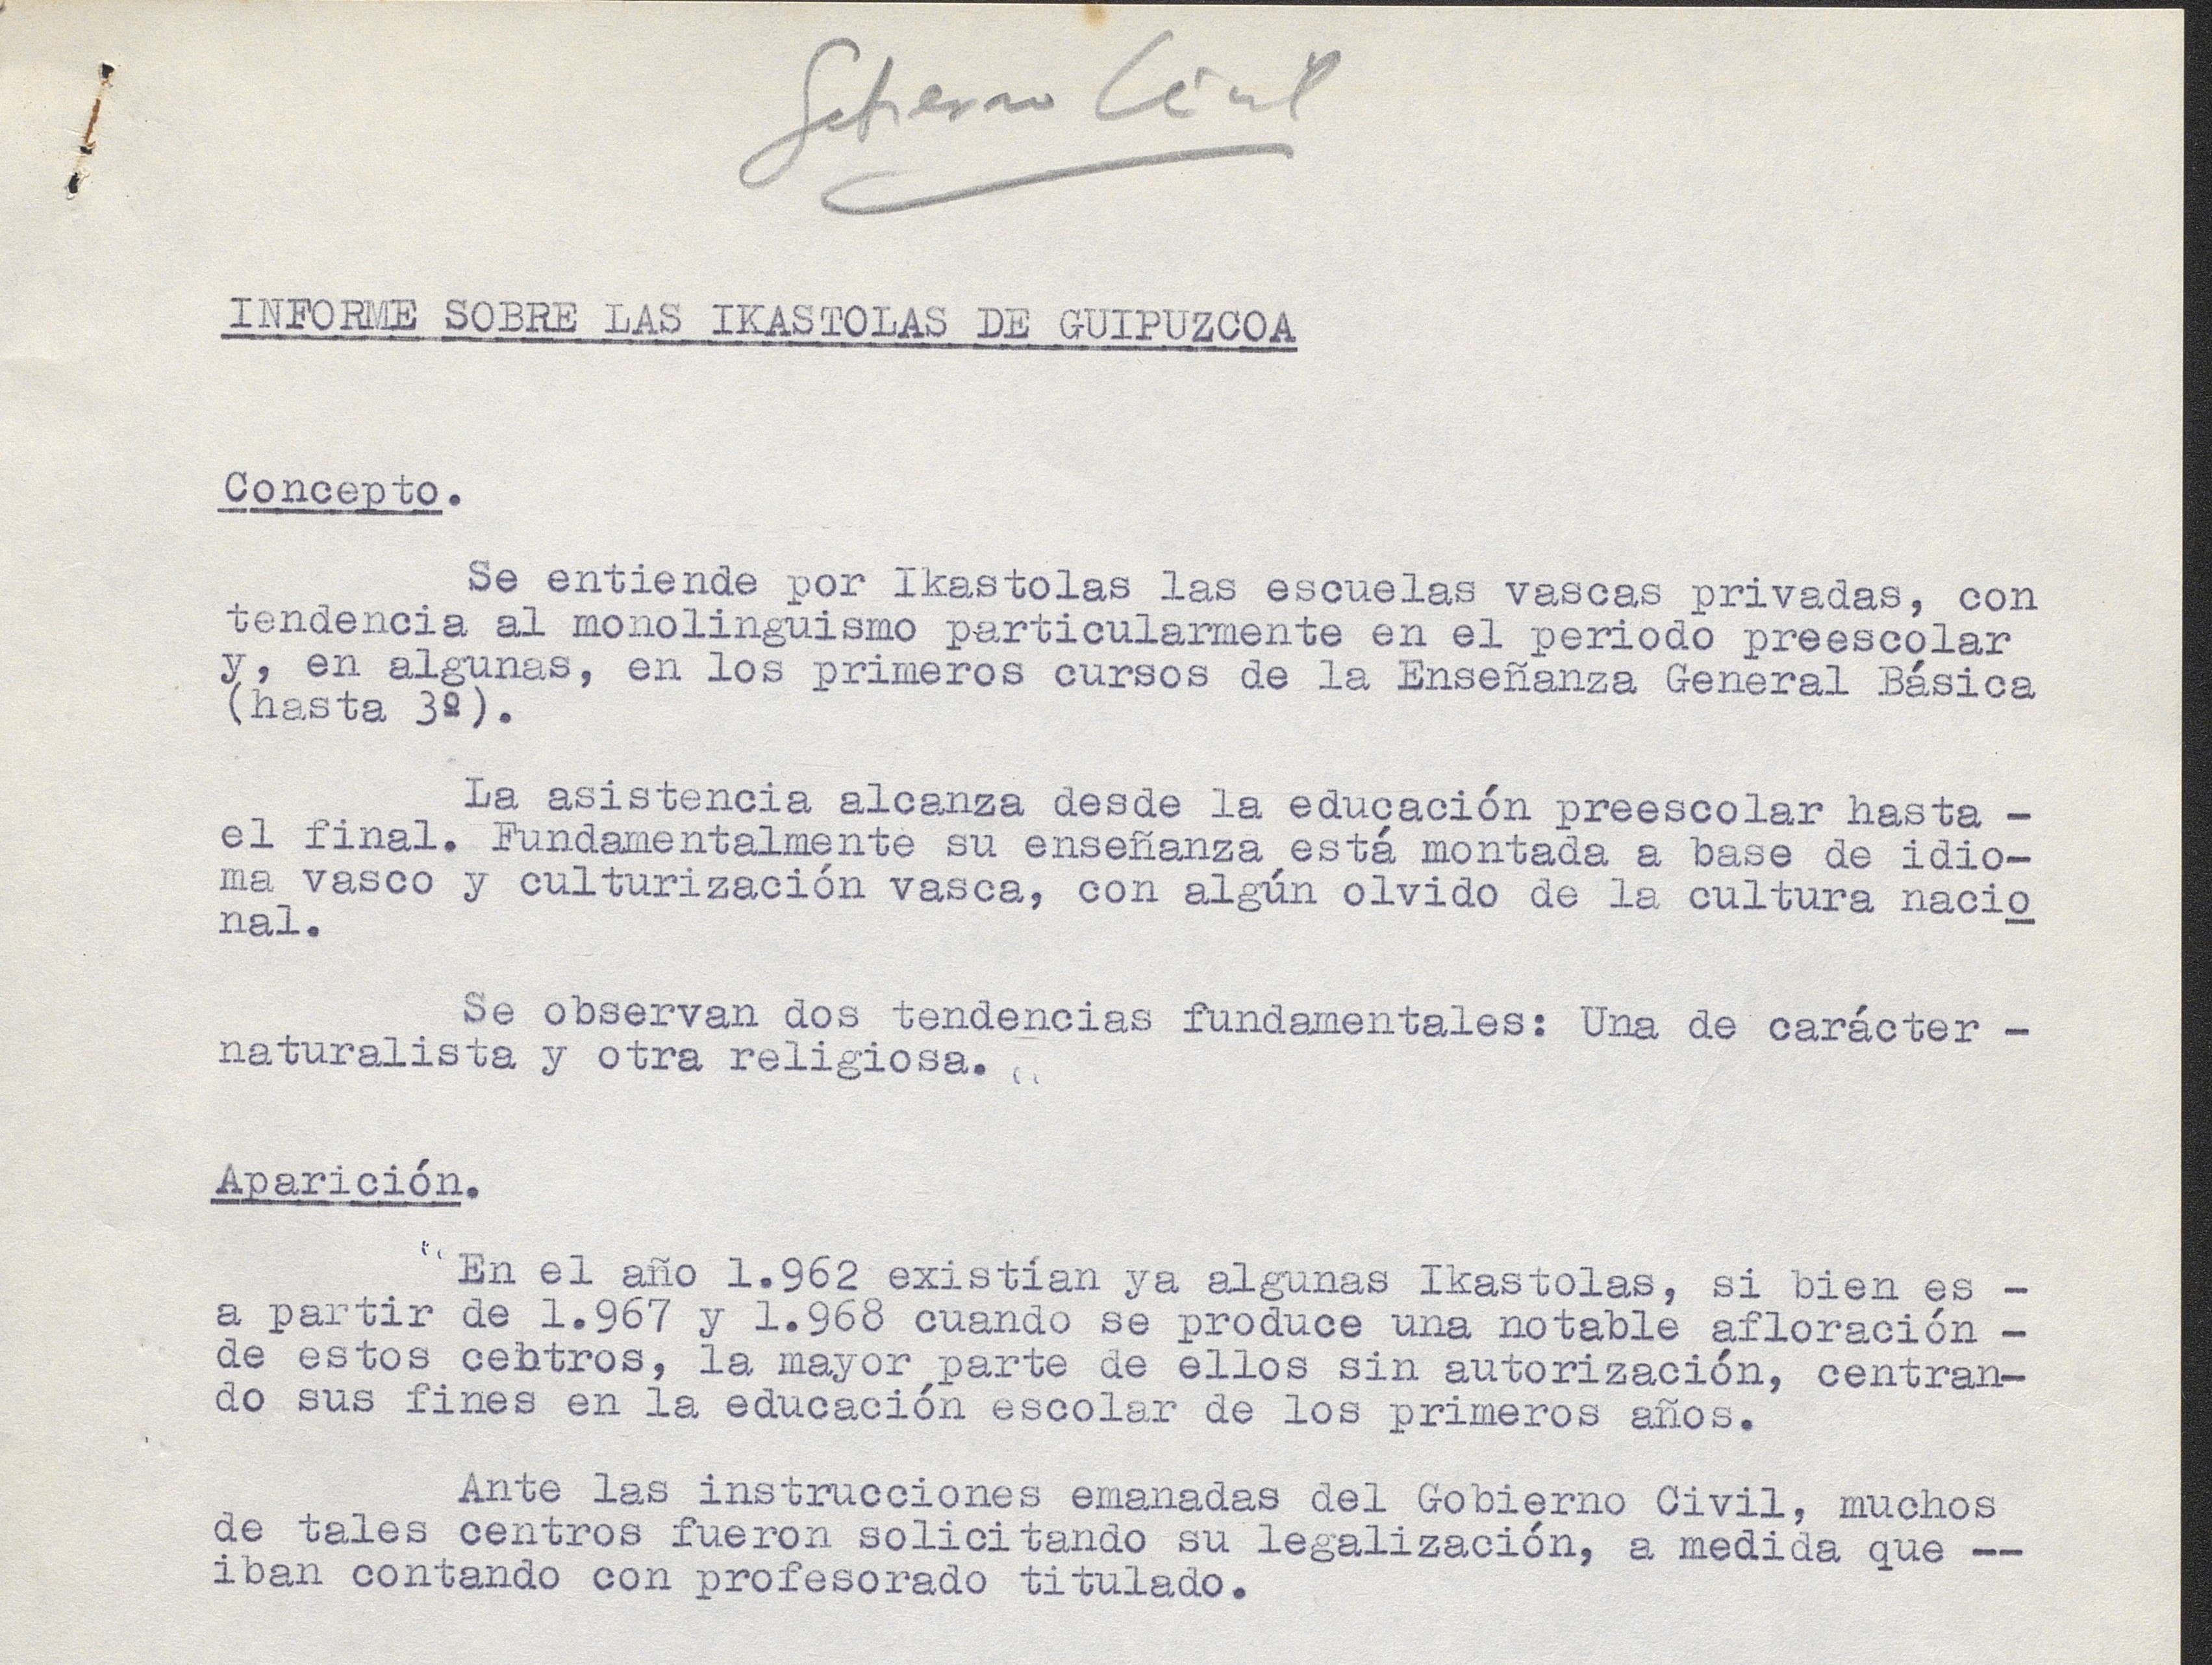 Gobierno Civil
INFORME SOBRE LAS IKASTOLAS DE GUIPUZCOA
Concepto.
Se entiende por Ikastolas las escuelas vascas privadas, con
tendencia al monolinguismo particularmente en el periodo preescolar
y, en algunas, en los primeros cursos de la Enseñanza General Básica
(hasta 3º).
La asistencia alcanza desde la educación preescolar hasta -
el final. Fundamentalmente su enseñanza está montada a base de idio-
ma vasco y culturización vasca, con algún olvido de la cultura nacio
nal.
Se observan dos tendencias fundamentales: Una de carácter -
naturalista y otra religiosa.
Aparición.
En el año 1.962 existían ya algunas Ikastolas, si bien es -
a partir de 1.967 y 1.968 cuando se produce una notable afloración -
de estos cebtros, la mayor parte de ellos sin autorización, centran-
do sus fines en la educación escolar de los primeros años.
Ante las instrucciones emanadas del Gobierno Civil, muchos
de tales centros fueron solicitando su legalización, a medida que --
iban contando con profesorado titulado.